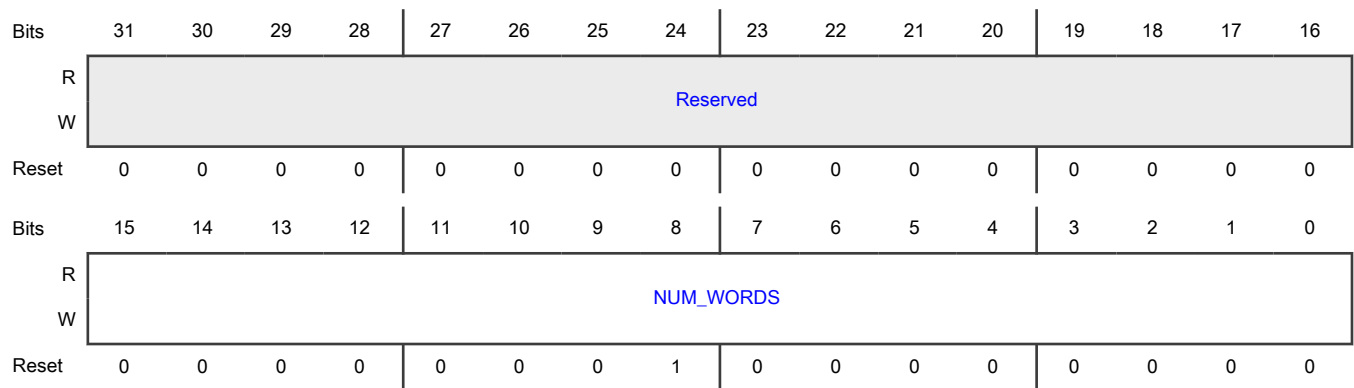 Bits 31 30 29 28 27 26 25 24 23 22 21 20 19 18 17 16
R
Reserved
W
Reset 0 0 0 0 0 0 0 0 0 0 0 0 0 0 0 0
Bits 15 14 13 12 11 10 9 8 7 6 5 4 3 2 1 0
R
NUM_WORDS
W
Reset 0 0 0 0 0 0 0 1 0 0 0 0 0 0 0 0